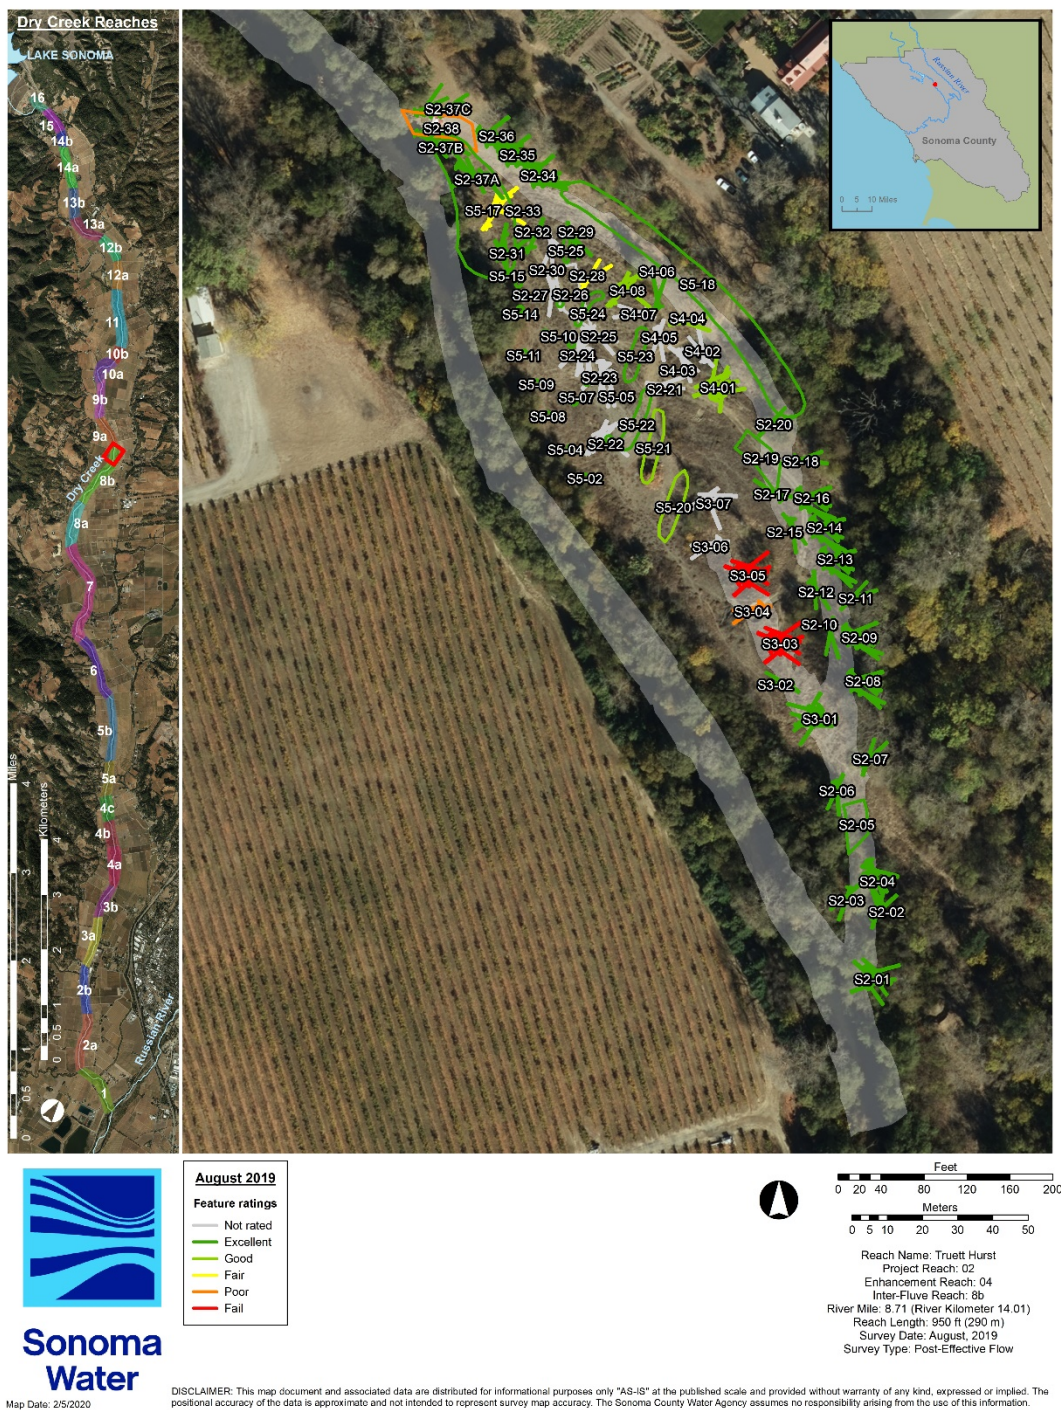 Dry Creek Reaches
LAKE SONOMA
16
15
14b
14a
13b
13a
12b
12a
11
10b
10a
9b
9a
Dry Creek
8b
8a
7
6
5b
5a
4c
4b
4a
3b
3a
2b
2a
1
Russian River
Miles
4
3
2
1
0.5
0
Kilometers
4
3
2
1
0.5
0
Russian River
Sonoma County
0 5 10 Miles
S2-37C
S2-38
S2-36
S2-37B
S2-35
S2-37A
S2-34
S5-17
S2-33
S2-32
S2-29
S2-31
S5-25
S5-15
S2-30
S2-28
S4-06
S5-18
S2-27
S2-26
S4-08
S5-14
S5-24
S4-07
S4-04
S5-10
S2-25
S4-05
S5-11
S2-24
S5-23
S4-02
S4-03
S5-09
S2-23
S2-21
S4-01
S5-07
S5-05
S5-08
S5-22
S2-20
S5-04
S2-22
S5-21
S2-19
S2-18
S5-02
S2-17
S2-16
S5-20
S3-07
S2-15
S2-14
S3-06
S2-13
S3-05
S2-12
S2-11
S3-04
S2-10
S2-09
S3-03
S3-02
S2-08
S3-01
S2-07
S2-06
S2-05
S2-04
S2-03
S2-02
S2-01
Sonoma
Water
Map Date: 2/5/2020
August 2019
Feature ratings
Not rated
Excellent
Good
Fair
Poor
Fail
Feet
0 20 40 80 120 160 200
Meters
0 5 10 20 30 40 50
Reach Name: Truett Hurst
Project Reach: 02
Enhancement Reach: 04
Inter-Fluve Reach: 8b
River Mile: 8.71 (River Kilometer 14.01)
Reach Length: 950 ft (290 m)
Survey Date: August, 2019
Survey Type: Post-Effective Flow
DISCLAIMER: This map document and associated data are distributed for informational purposes only "AS-IS" at the published scale and provided without warranty of any kind, expressed or implied. The
positional accuracy of the data is approximate and not intended to represent survey map accuracy. The Sonoma County Water Agency assumes no responsibility arising from the use of this information.